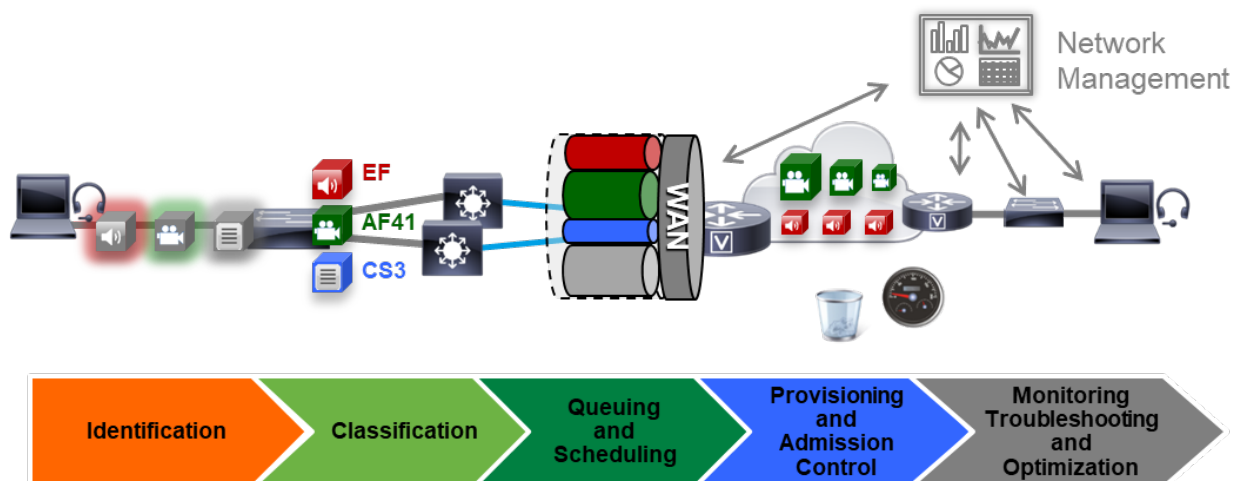 Network
Management
EF
AF41
CS3
WAN
V
V
Identification
Classification
Queuing
and
Scheduling
Provisioning
and
Admission
Control
Monitoring
Troubleshooting
and
Optimization